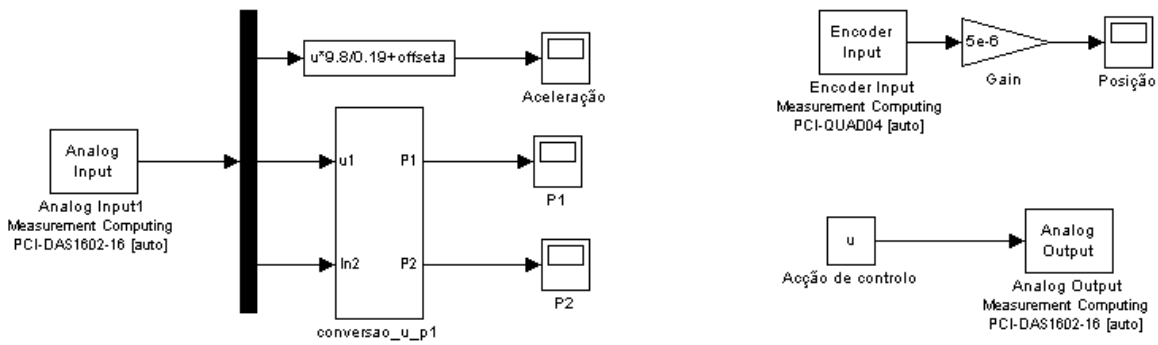 u*9.8/0.19+offseta
Aceleração
Analog
Input
Analog Input1
Measurement Computing
PCI-DAS1602-16 [auto]
u1
P1
In2
P2
conversao_u_p1
P1
P2
Encoder
Input
Encoder Input
Measurement Computing
PCI-QUAD04 [auto]
5e-6
Gain
Posição
u
Acção de controlo
Analog
Output
Analog Output
Measurement Computing
PCI-DAS1602-16 [auto]